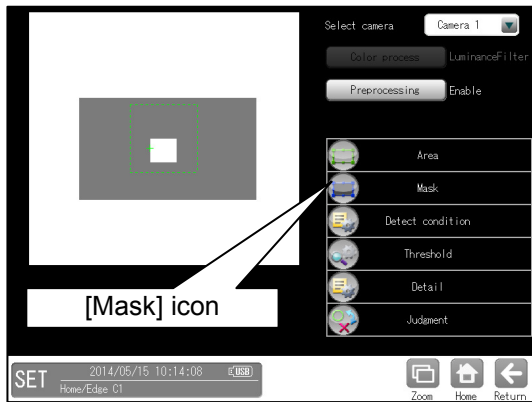 Select camera
Camera 1
Color process
LuminanceFilter
Preprocessing
Enable
Area
Mask
Detect condition
Threshold
Detail
Judgment
[Mask] icon
SET
2014/05/15 10:14:08
USB
Home/Edge C1
Zoom
Home
Return